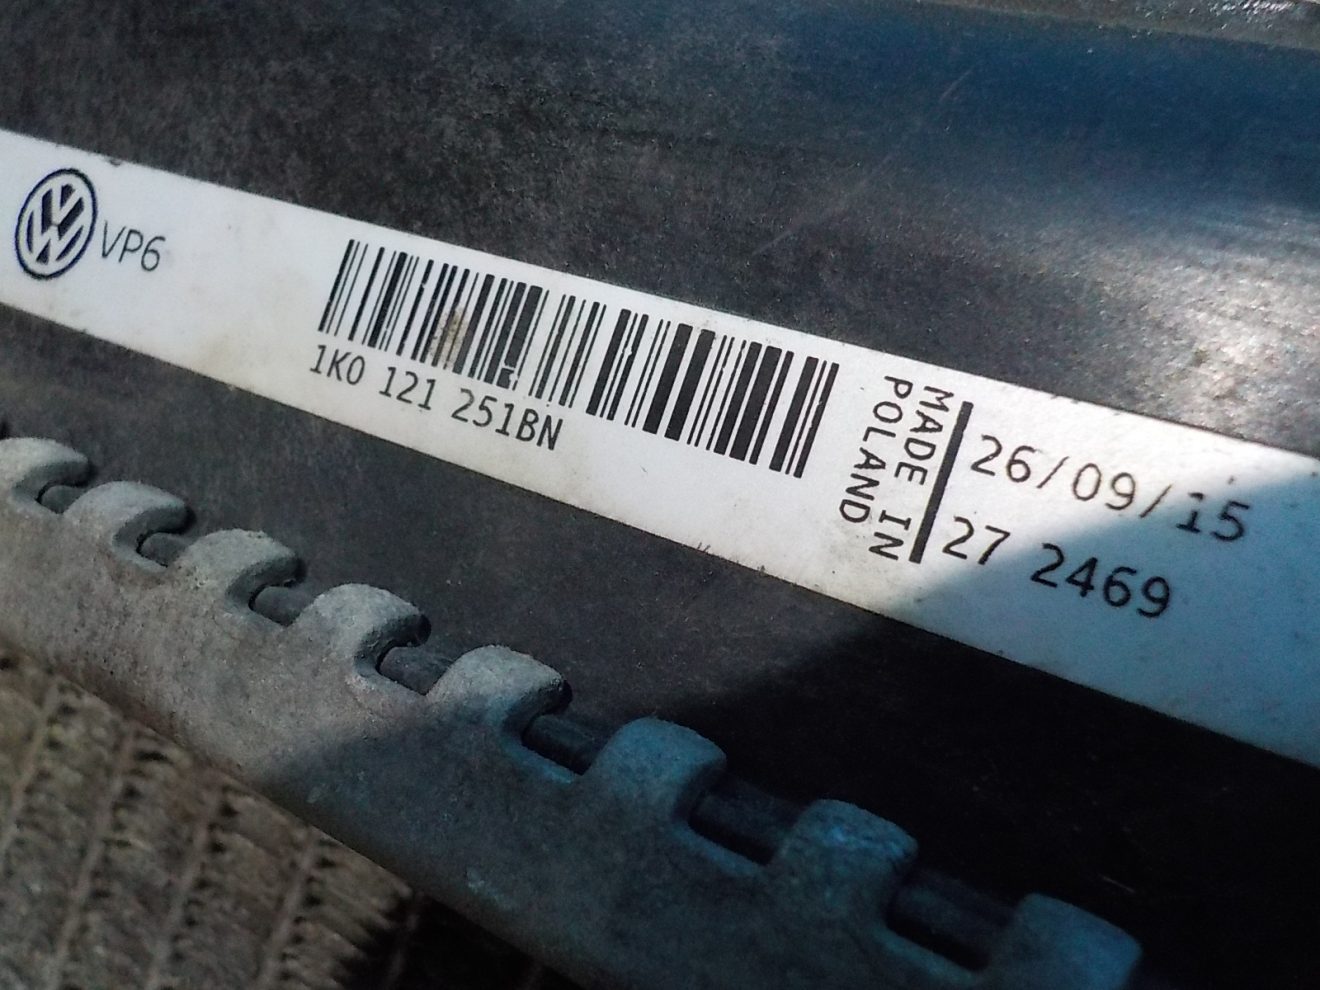 VP6
1K0 121 251BN
MADE IN
POLAND
26/09/15
27 2469